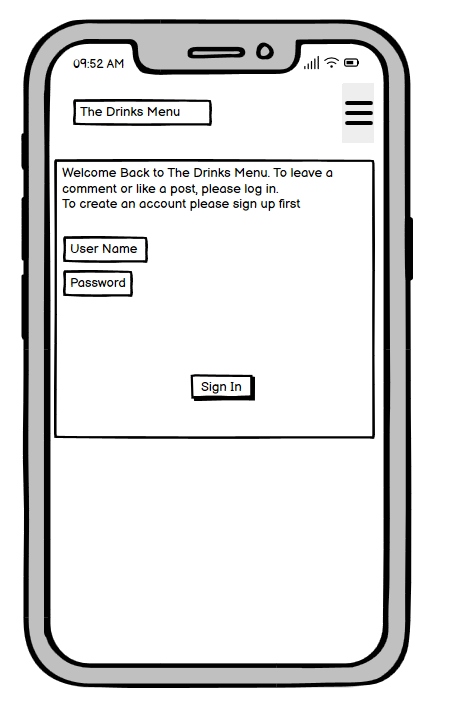 09:52 AM
The Drinks Menu
Welcome Back to The Drinks Menu. To leave a
comment or like a post, please log in.
To create an account please sign up first
User Name
Password
Sign In